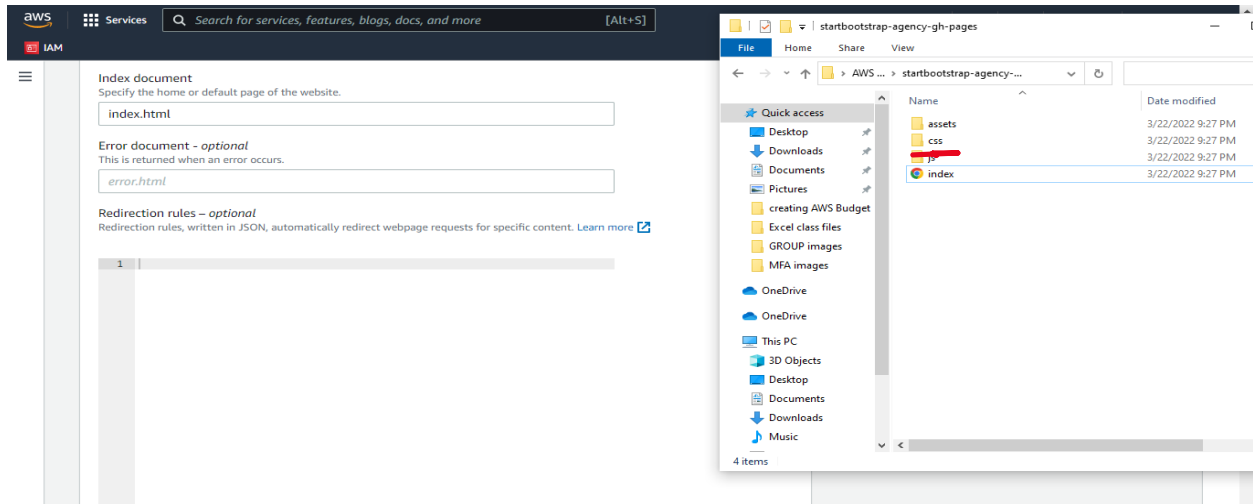 aws Services Search for services, features, blogs, docs, and more [Alt+S]
IAM
Index document
Specify the home or default page of the website.
index.html
Error document - optional
This is returned when an error occurs.
error.html
Redirection rules – optional
Redirection rules, written in JSON, automatically redirect webpage requests for specific content. Learn more
1
startbootstrap-agency-gh-pages
File Home Share View
AWS ... startbootstrap-agency-...
Quick access
Desktop
Downloads
Documents
Pictures
creating AWS Budget
Excel class files
GROUP images
MFA images
OneDrive
OneDrive
This PC
3D Objects
Desktop
Documents
Downloads
Music
Name Date modified
assets 3/22/2022 9:27 PM
css 3/22/2022 9:27 PM
js 3/22/2022 9:27 PM
index 3/22/2022 9:27 PM
4 items